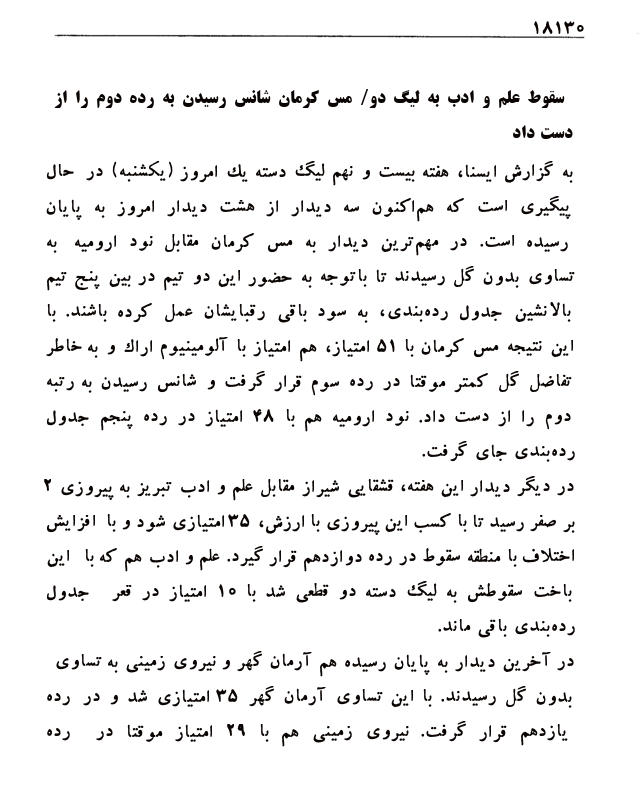 ۱۸۱۳۰
سقوط علم و ادب به لیگ دو/ مس کرمان شانس رسیدن به رده دوم را از
دست داد
به گزارش ایسنا، هفته بیست و نهم لیگ دسته یك امروز (یکشنبه) در حال
پیگیری است که هم‌اکنون سه دیدار از هشت دیدار امروز به پایان
رسیده است. در مهم‌ترین دیدار به مس کرمان مقابل نود ارومیه به
تساوی بدون گل رسیدند تا باتوجه به حضور این دو تیم در بین پنج تیم
بالانشین جدول رده‌بندی، به سود باقی رقبایشان عمل کرده باشند. با
این نتیجه مس کرمان با ۵۱ امتیاز، هم امتیاز با آلومینیوم اراك و به خاطر
تفاضل گل کمتر موقتا در رده سوم قرار گرفت و شانس رسیدن به رتبه
دوم را از دست داد. نود ارومیه هم با ۴۸ امتیاز در رده پنجم جدول
رده‌بندی جای گرفت.
در دیگر دیدار این هفته، قشقایی شیراز مقابل علم و ادب تبریز به پیروزی ۲
بر صفر رسید تا با کسب این پیروزی با ارزش، ۳۵امتیازی شود و با افزایش
اختلاف با منطقه سقوط در رده دوازدهم قرار گیرد. علم و ادب هم که با این
باخت سقوطش به لیگ دسته دو قطعی شد با ۱۰ امتیاز در قعر جدول
رده‌بندی باقی ماند.
در آخرین دیدار به پایان رسیده هم آرمان گهر و نیروی زمینی به تساوی
بدون گل رسیدند. با این تساوی آرمان گهر ۳۵امتیازی شد و در رده
یازدهم قرار گرفت. نیروی زمینی هم با ۲۹ امتیاز موقتا در رده